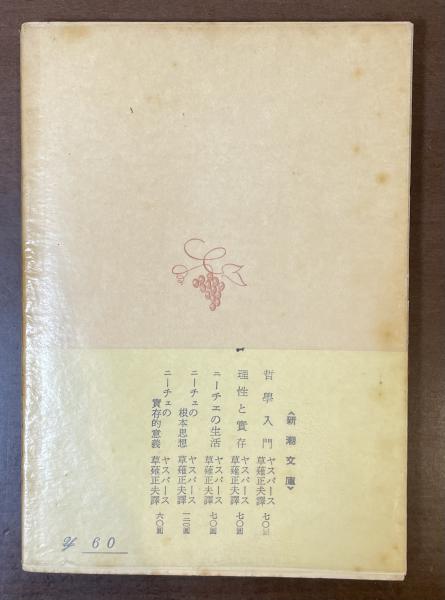 《新潮文庫》
哲學入門 ヤスパース 草薙正夫譯 七〇圓
理性と實存 ヤスパース 草薙正夫譯 七〇圓
ニーチェの生活 ヤスパース 草薙正夫譯 七〇圓
ニーチェの根本思想 ヤスパース 草薙正夫譯 一二〇圓
ニーチェの實存的意義 ヤスパース 草薙正夫譯 六〇圓
¥ 60